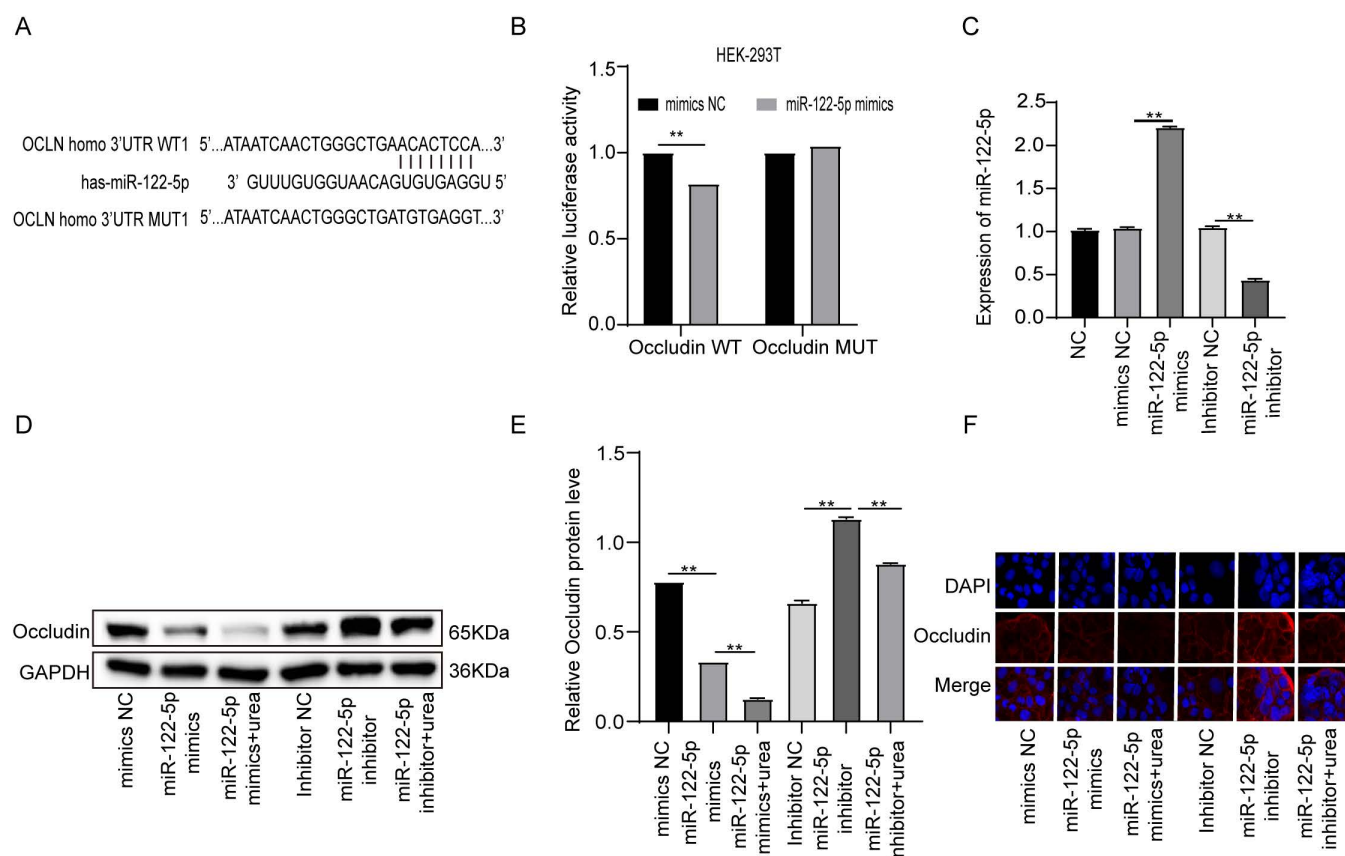 A
OCLN homo 3'UTR WT1 5'...ATAATCAACTGGGCTGAACACTCCA...3'
has-miR-122-5p 3' GUUUGUGGUAACAGUGUGAGGU 5'
OCLN homo 3'UTR MUT1 5'...ATAATCAACTGGGCTGATGTGAGGT...3'
B
HEK-293T
Relative luciferase activity
1.5
1.0
0.5
0.0
mimics NC
miR-122-5p mimics
**
Occludin WT
Occludin MUT
C
Expression of miR-122-5p
2.5
2.0
1.5
1.0
0.5
0.0
**
**
NC
mimics NC
miR-122-5p
mimics
Inhibitor NC
miR-122-5p
inhibitor
D
Occludin
65KDa
GAPDH
36KDa
mimics NC
miR-122-5p
mimics
miR-122-5p
mimics+urea
Inhibitor NC
miR-122-5p
inhibitor
miR-122-5p
inhibitor+urea
E
Relative Occludin protein leve
1.5
1.0
0.5
0.0
**
**
**
**
mimics NC
miR-122-5p
mimics
miR-122-5p
mimics+urea
Inhibitor NC
miR-122-5p
inhibitor
miR-122-5p
inhibitor+urea
F
DAPI
Occludin
Merge
mimics NC
miR-122-5p
mimics
miR-122-5p
mimics+urea
Inhibitor NC
miR-122-5p
inhibitor
miR-122-5p
inhibitor+urea